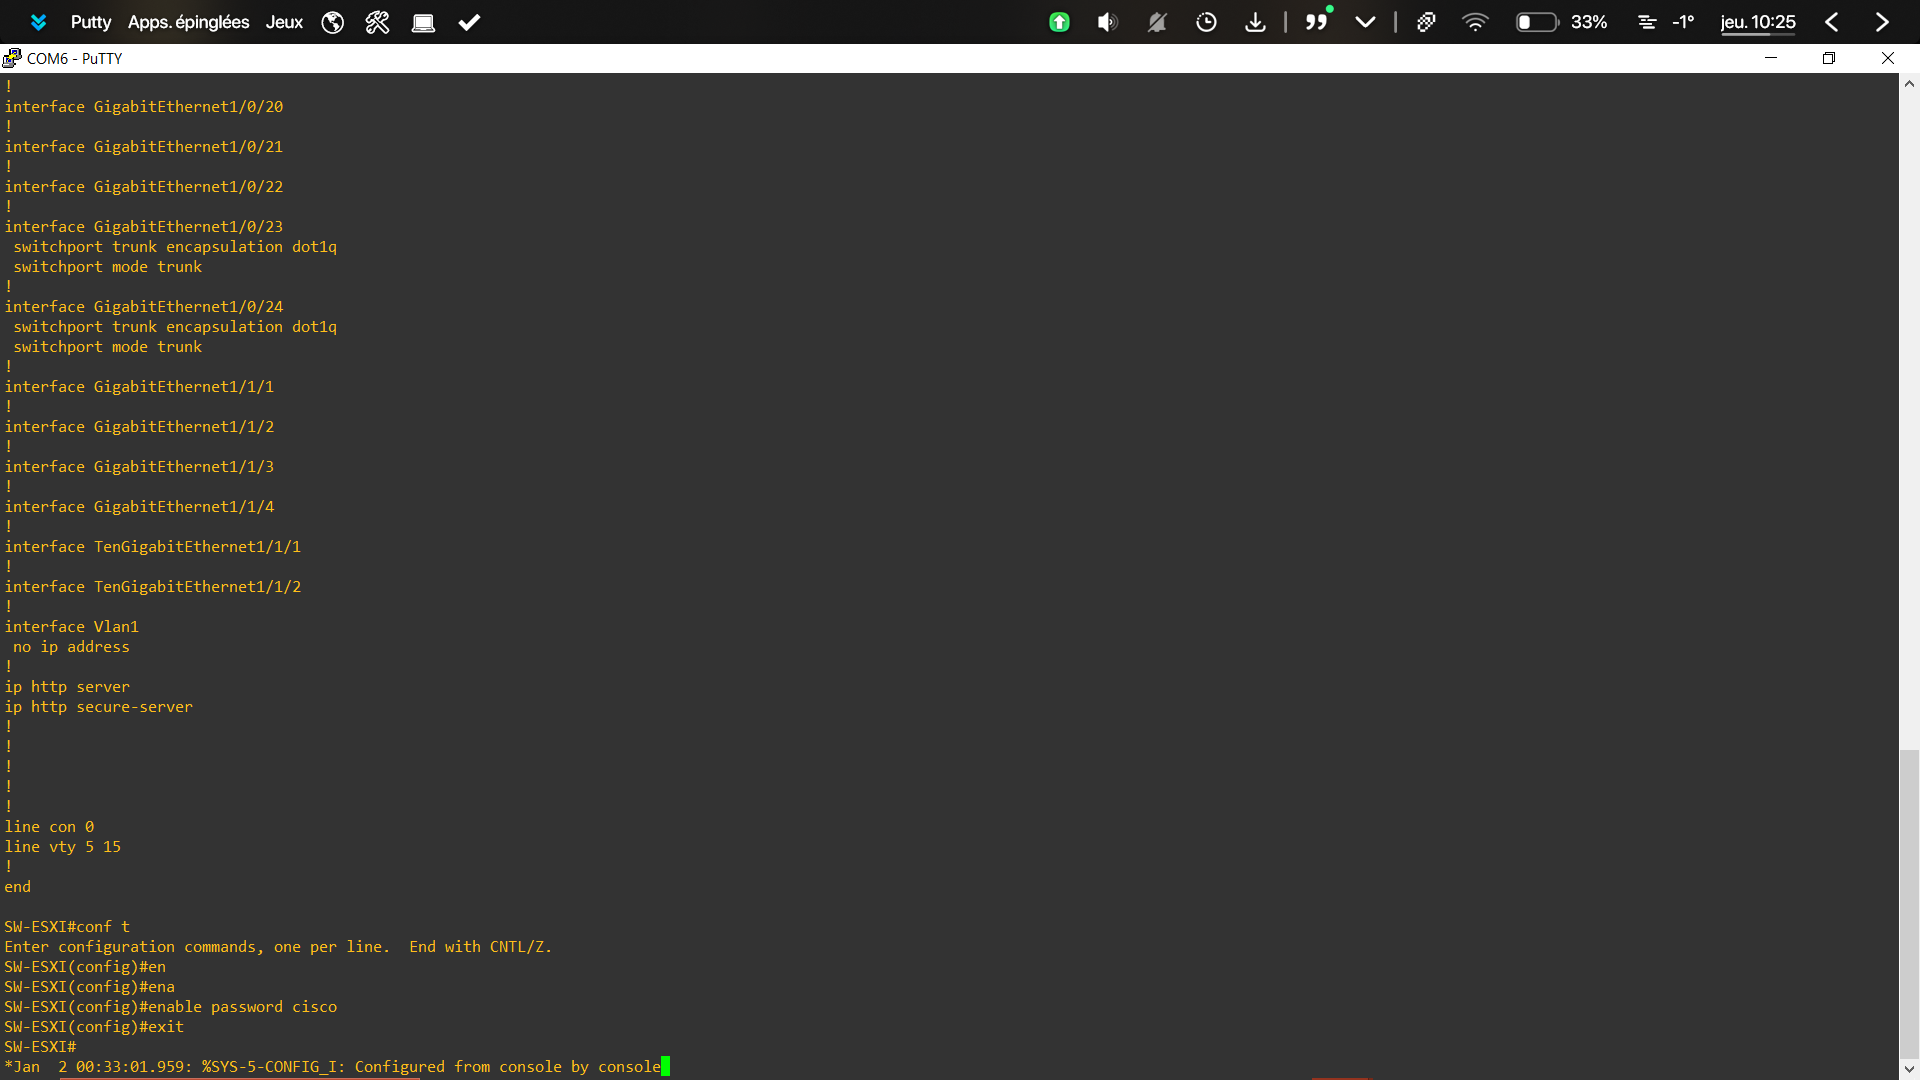 Putty Apps. épinglées Jeux 33% -1° jeu. 10:25
COM6 - PuTTY
!
interface GigabitEthernet1/0/20
!
interface GigabitEthernet1/0/21
!
interface GigabitEthernet1/0/22
!
interface GigabitEthernet1/0/23
 switchport trunk encapsulation dot1q
 switchport mode trunk
!
interface GigabitEthernet1/0/24
 switchport trunk encapsulation dot1q
 switchport mode trunk
!
interface GigabitEthernet1/1/1
!
interface GigabitEthernet1/1/2
!
interface GigabitEthernet1/1/3
!
interface GigabitEthernet1/1/4
!
interface TenGigabitEthernet1/1/1
!
interface TenGigabitEthernet1/1/2
!
interface Vlan1
 no ip address
!
ip http server
ip http secure-server
!
!
!
!
!
line con 0
line vty 5 15
!
end
SW-ESXI#conf t
Enter configuration commands, one per line.  End with CNTL/Z.
SW-ESXI(config)#en
SW-ESXI(config)#ena
SW-ESXI(config)#enable password cisco
SW-ESXI(config)#exit
SW-ESXI#
*Jan  2 00:33:01.959: %SYS-5-CONFIG_I: Configured from console by console